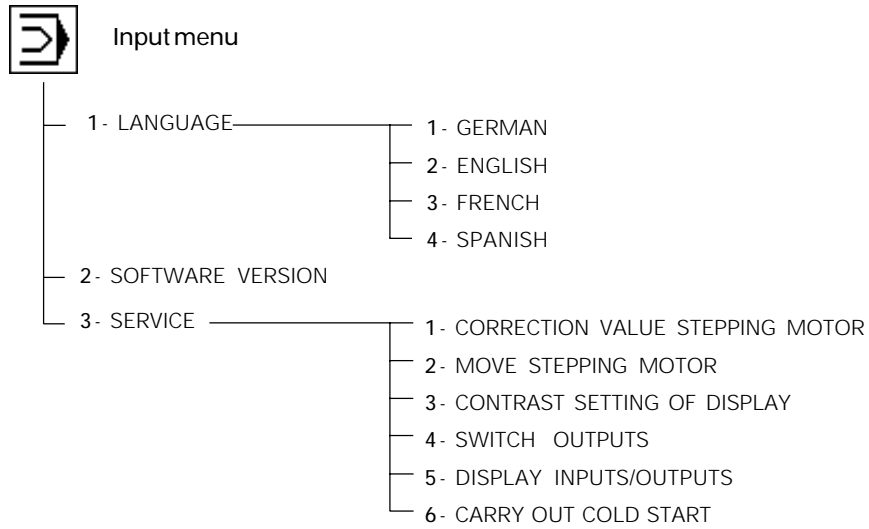 Input menu
1- LANGUAGE
1- GERMAN
2- ENGLISH
3- FRENCH
4- SPANISH
2- SOFTWARE VERSION
3- SERVICE
1- CORRECTION VALUE STEPPING MOTOR
2- MOVE STEPPING MOTOR
3- CONTRAST SETTING OF DISPLAY
4- SWITCH OUTPUTS
5- DISPLAY INPUTS/OUTPUTS
6- CARRY OUT COLD START